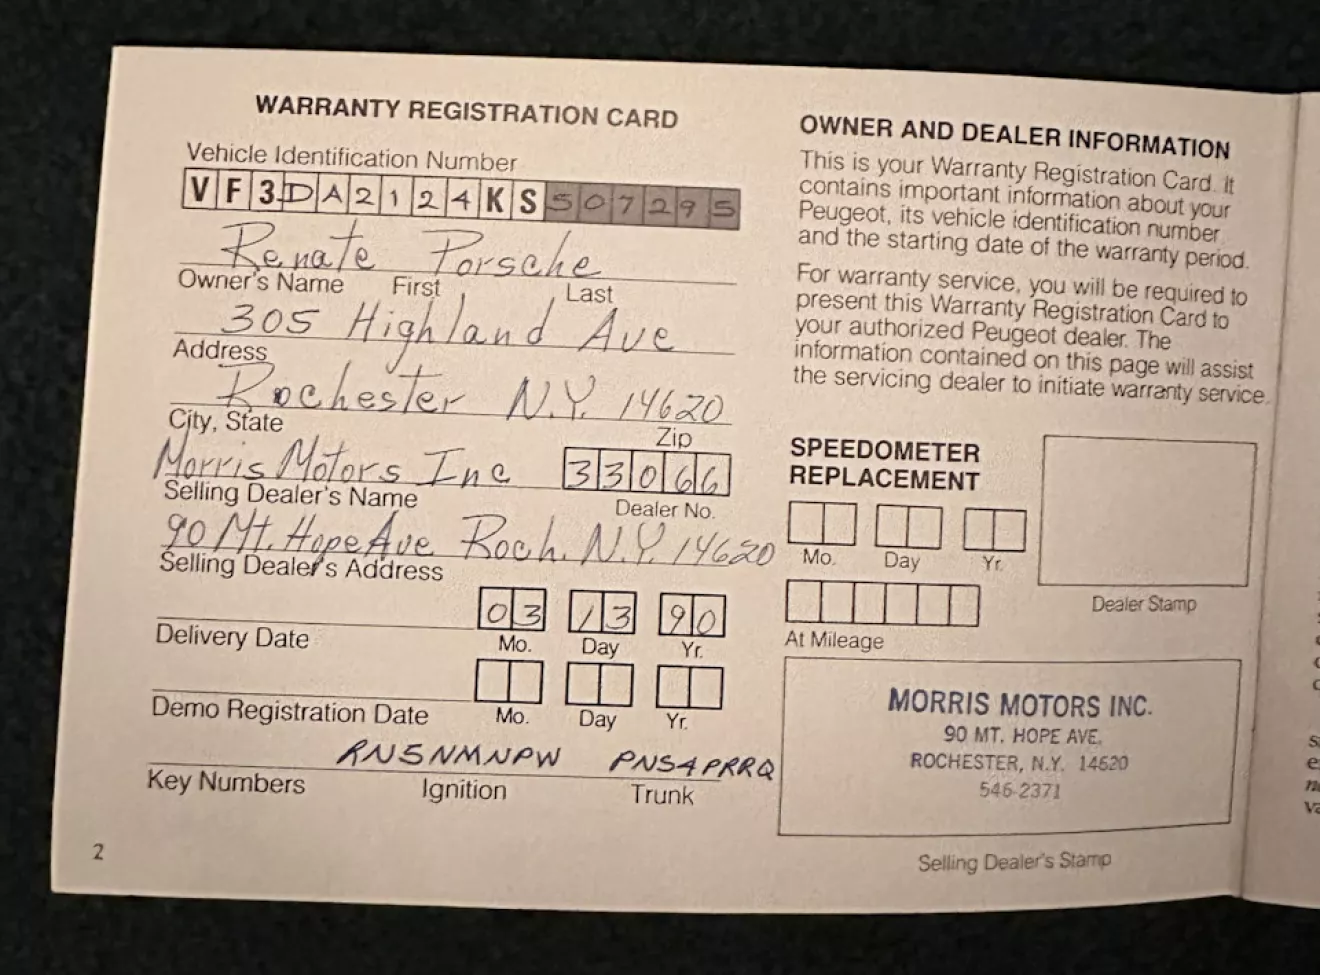 WARRANTY REGISTRATION CARD
Vehicle Identification Number
VF3DA2124KS507295
Renate Porsche
Owner's Name First Last
305 Highland Ave
Address
Rochester N.Y. 14620
City, State Zip
Morris Motors Inc 33066
Selling Dealer's Name Dealer No.
90 Mt. Hope Ave Roch. N.Y. 14620
Selling Dealer's Address
03 13 90
Delivery Date Mo. Day Yr.
Demo Registration Date Mo. Day Yr.
RN5NMNPW PNS4PRRQ
Key Numbers Ignition Trunk
2
OWNER AND DEALER INFORMATION
This is your Warranty Registration Card. It
contains important information about your
Peugeot, its vehicle identification number
and the starting date of the warranty period.
For warranty service, you will be required to
present this Warranty Registration Card to
your authorized Peugeot dealer. The
information contained on this page will assist
the servicing dealer to initiate warranty service.
SPEEDOMETER
REPLACEMENT
Mo. Day Yr.
Dealer Stamp
At Mileage
MORRIS MOTORS INC.
90 MT. HOPE AVE.
ROCHESTER, N.Y. 14620
546-2371
Selling Dealer's Stamp